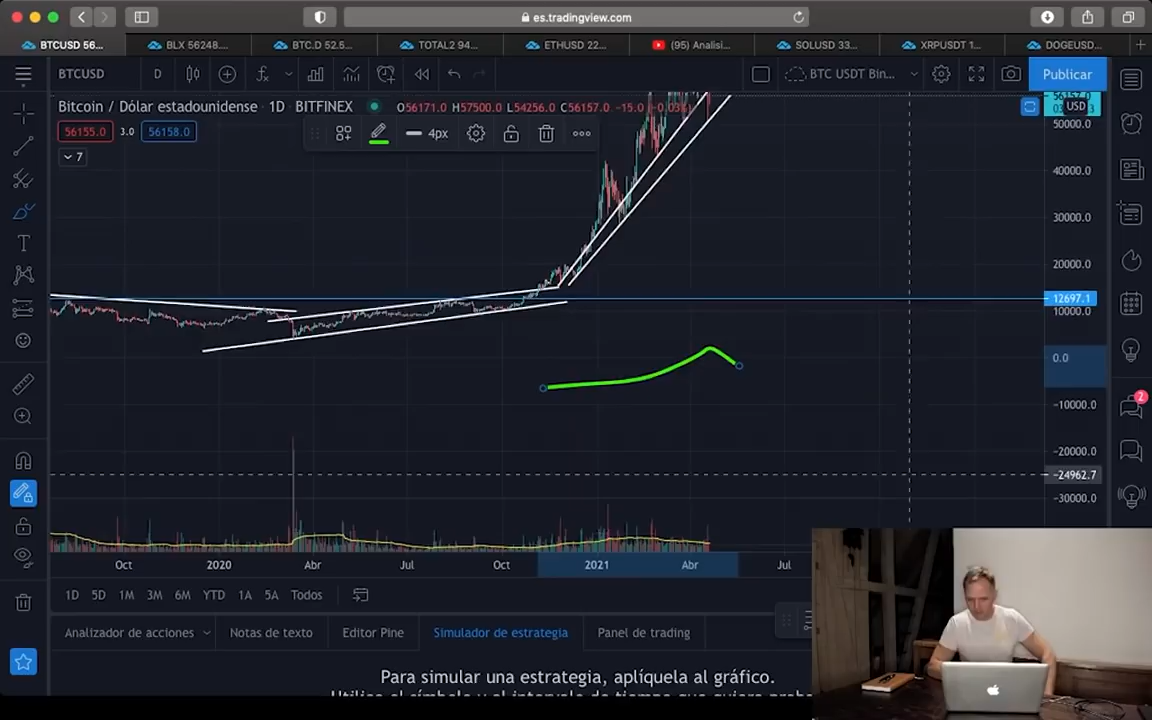 es.tradingview.com
BTCUSD 56...
BLX 56248....
BTC.D 52.5...
TOTAL2 94...
ETHUSD 22...
(95) Analisi...
SOLUSD 33...
XRPUSDT 1...
DOGEUSD...
BTCUSD
D
BTC USDT Bin...
Publicar
Bitcoin / Dólar estadounidense · 1D · BITFINEX
O56171.0 H57500.0 L54256.0 C56157.0 -15.0 (-0.03%)
56155.0 3.0 56158.0
4px
7
56157.0
USD
50000.0
40000.0
30000.0
20000.0
12697.1
10000.0
0.0
-10000.0
-20000.0
-24962.7
-30000.0
2
Oct
2020
Abr
Jul
Oct
2021
Abr
Jul
1D 5D 1M 3M 6M YTD 1A 5A Todos
Analizador de acciones
Notas de texto
Editor Pine
Simulador de estrategia
Panel de trading
Para simular una estrategia, aplíquela al gráfico.